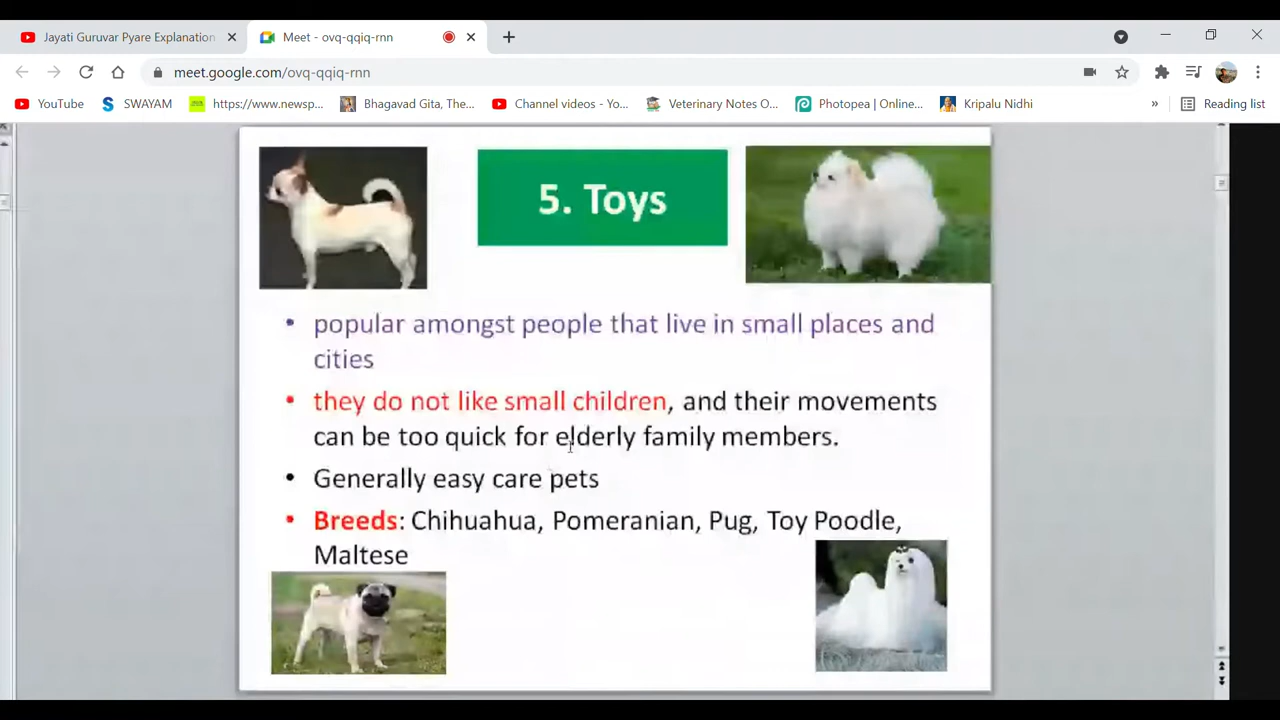 Jayati Guruvar Pyare Explanation
Meet - ovq-qqiq-rnn
meet.google.com/ovq-qqiq-rnn
YouTube SWAYAM https://www.newsp... Bhagavad Gita, The... Channel videos - Yo... Veterinary Notes O... Photopea | Online... Kripalu Nidhi » Reading list
5. Toys
• popular amongst people that live in small places and
cities
• they do not like small children, and their movements
can be too quick for elderly family members.
• Generally easy care pets
• Breeds: Chihuahua, Pomeranian, Pug, Toy Poodle,
Maltese